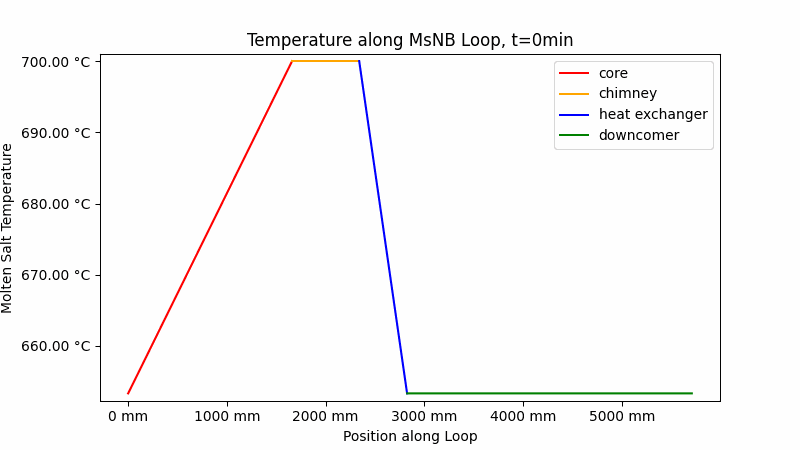 Temperature along MsNB Loop, t=0min
700.00 °C
690.00 °C
680.00 °C
670.00 °C
660.00 °C
Molten Salt Temperature
core
chimney
heat exchanger
downcomer
0 mm
1000 mm
2000 mm
3000 mm
4000 mm
5000 mm
Position along Loop